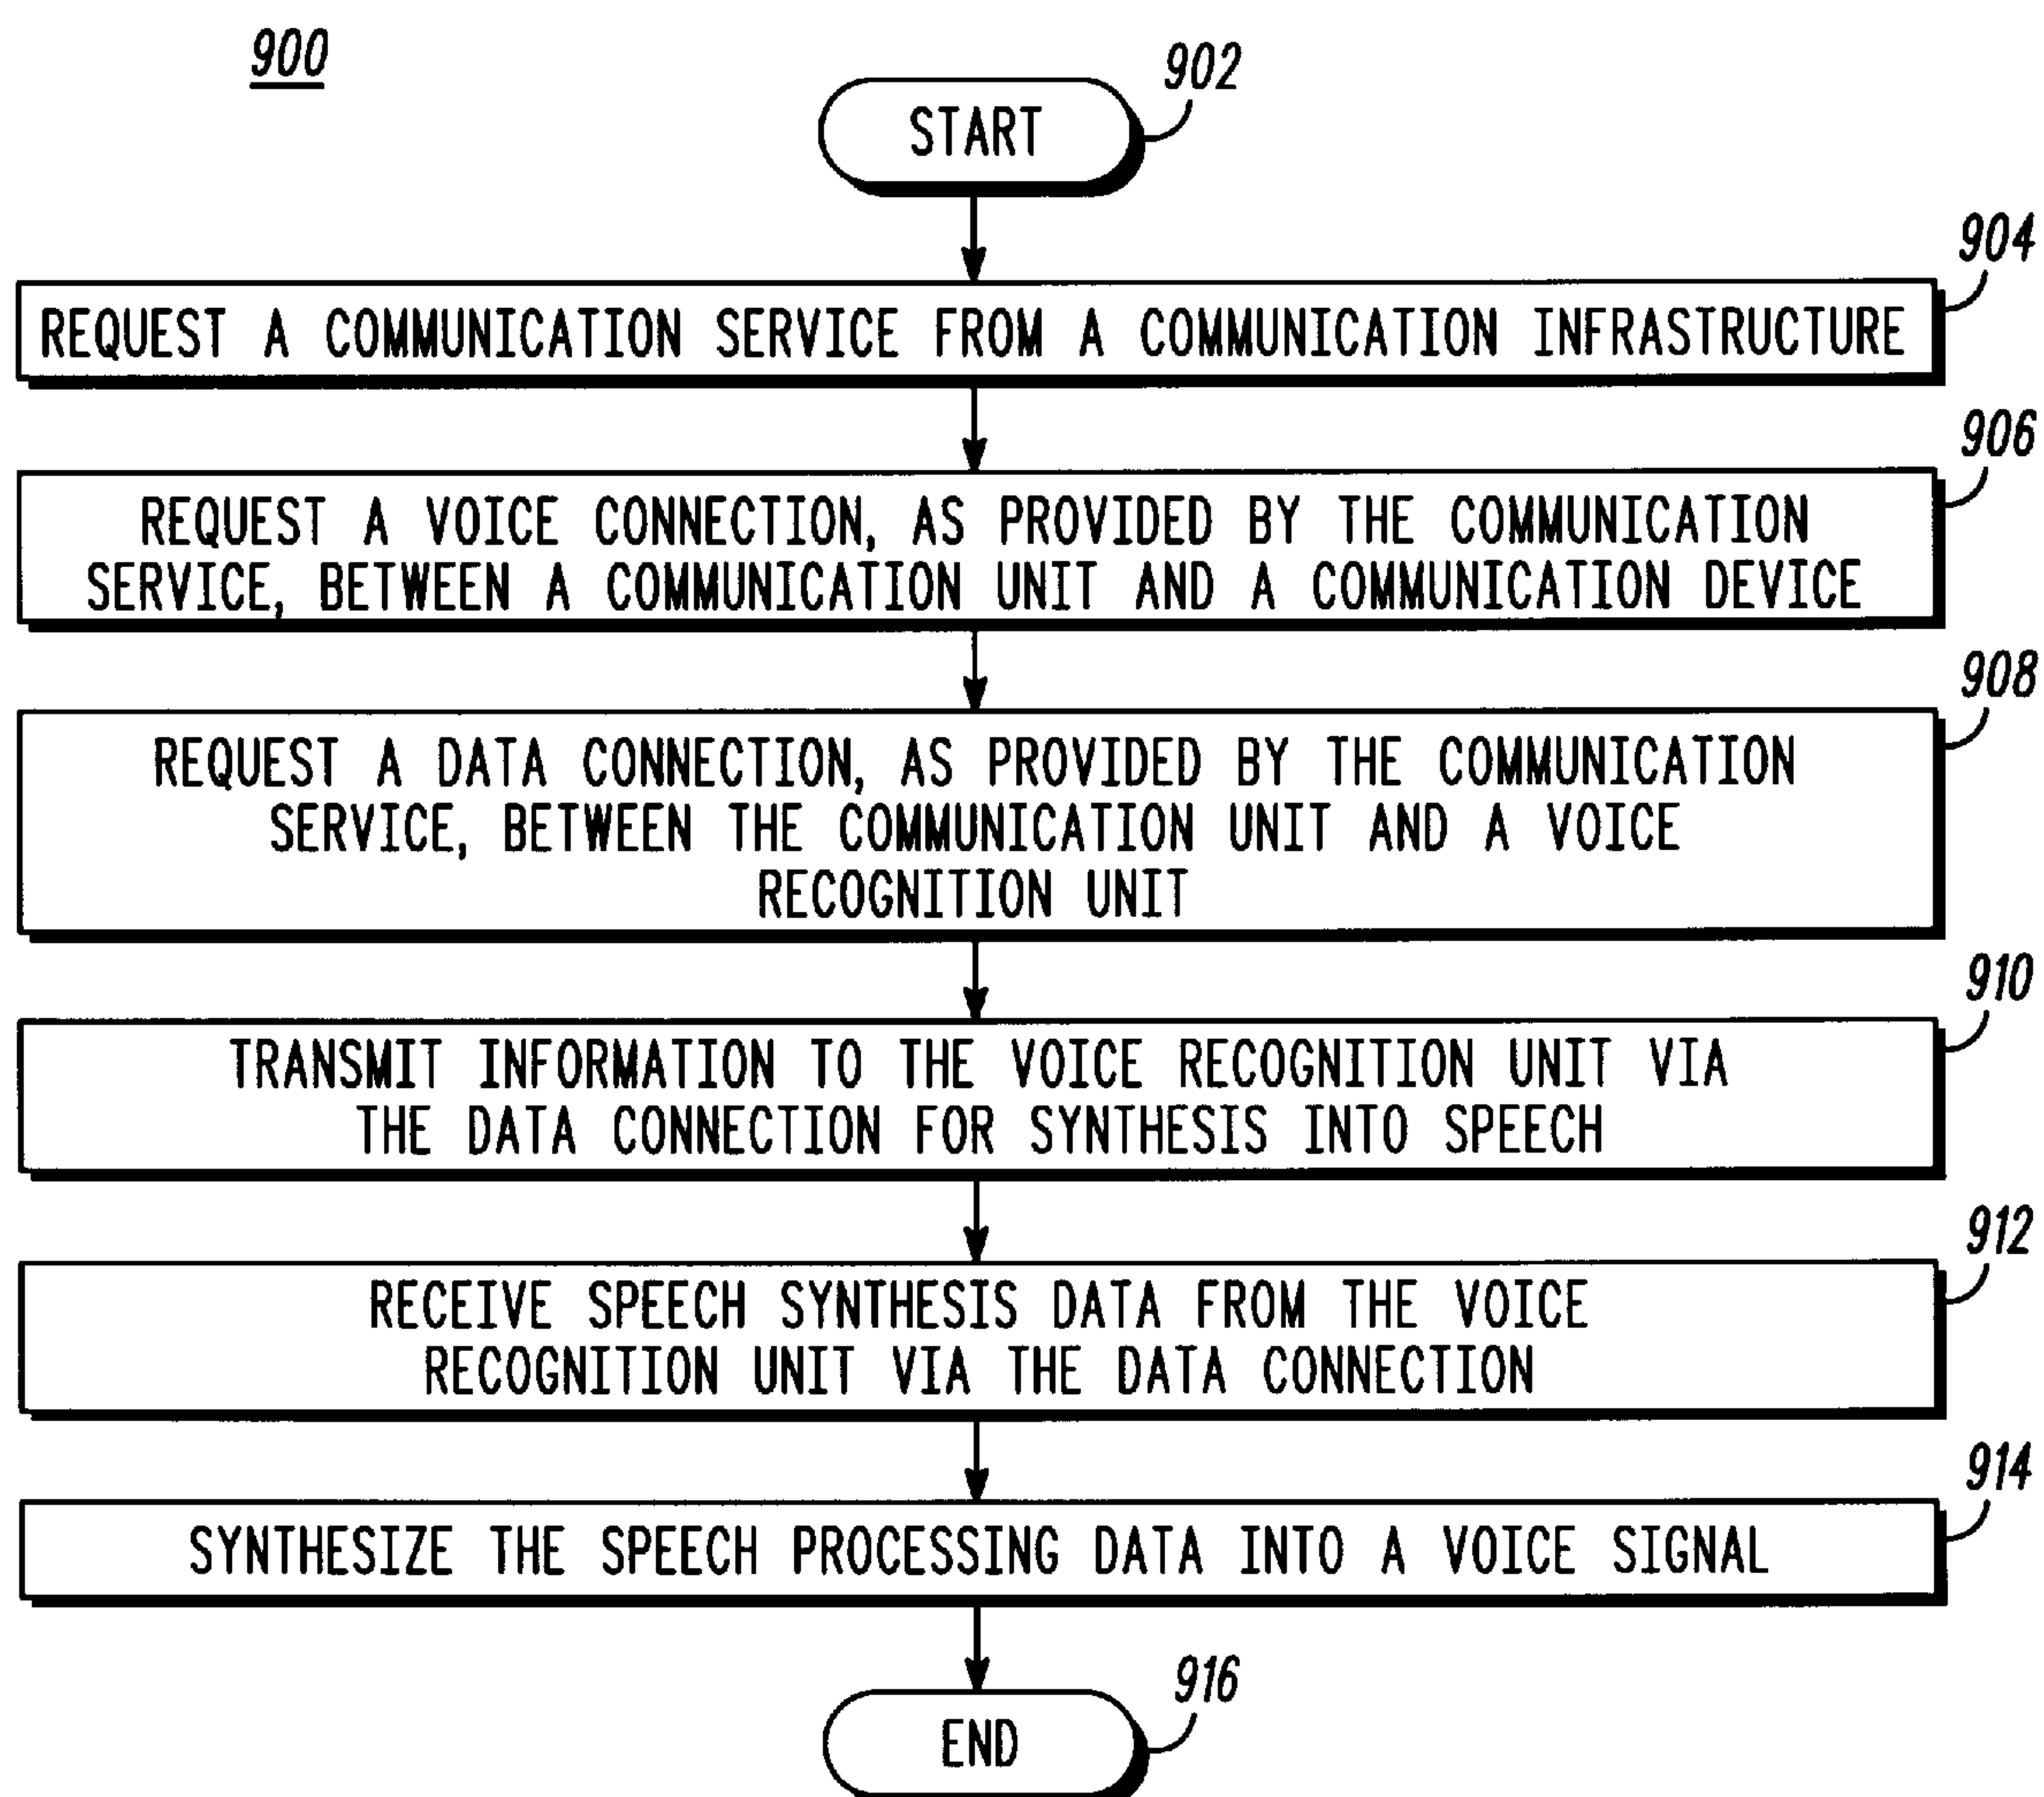 900
902
START
904
REQUEST A COMMUNICATION SERVICE FROM A COMMUNICATION INFRASTRUCTURE
906
REQUEST A VOICE CONNECTION, AS PROVIDED BY THE COMMUNICATION
SERVICE, BETWEEN A COMMUNICATION UNIT AND A COMMUNICATION DEVICE
908
REQUEST A DATA CONNECTION, AS PROVIDED BY THE COMMUNICATION
SERVICE, BETWEEN THE COMMUNICATION UNIT AND A VOICE
RECOGNITION UNIT
910
TRANSMIT INFORMATION TO THE VOICE RECOGNITION UNIT VIA
THE DATA CONNECTION FOR SYNTHESIS INTO SPEECH
912
RECEIVE SPEECH SYNTHESIS DATA FROM THE VOICE
RECOGNITION UNIT VIA THE DATA CONNECTION
914
SYNTHESIZE THE SPEECH PROCESSING DATA INTO A VOICE SIGNAL
916
END